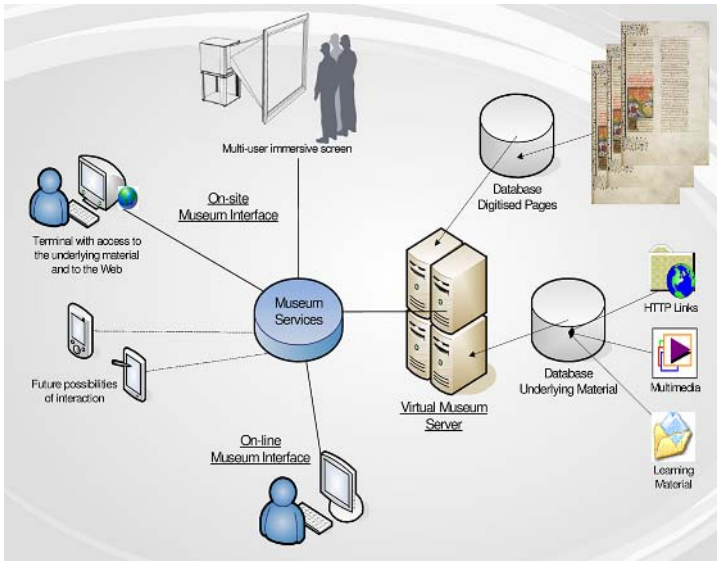 Multi-user immersive screen
On-site
Museum Interface
Terminal with access to
the underlying material
and to the Web
Database
Digitised Pages
Museum
Services
HTTP Links
Future possibilities
of interaction
Database
Underlying Material
Multimedia
Virtual Museum
Server
On-line
Museum Interface
Learning
Material